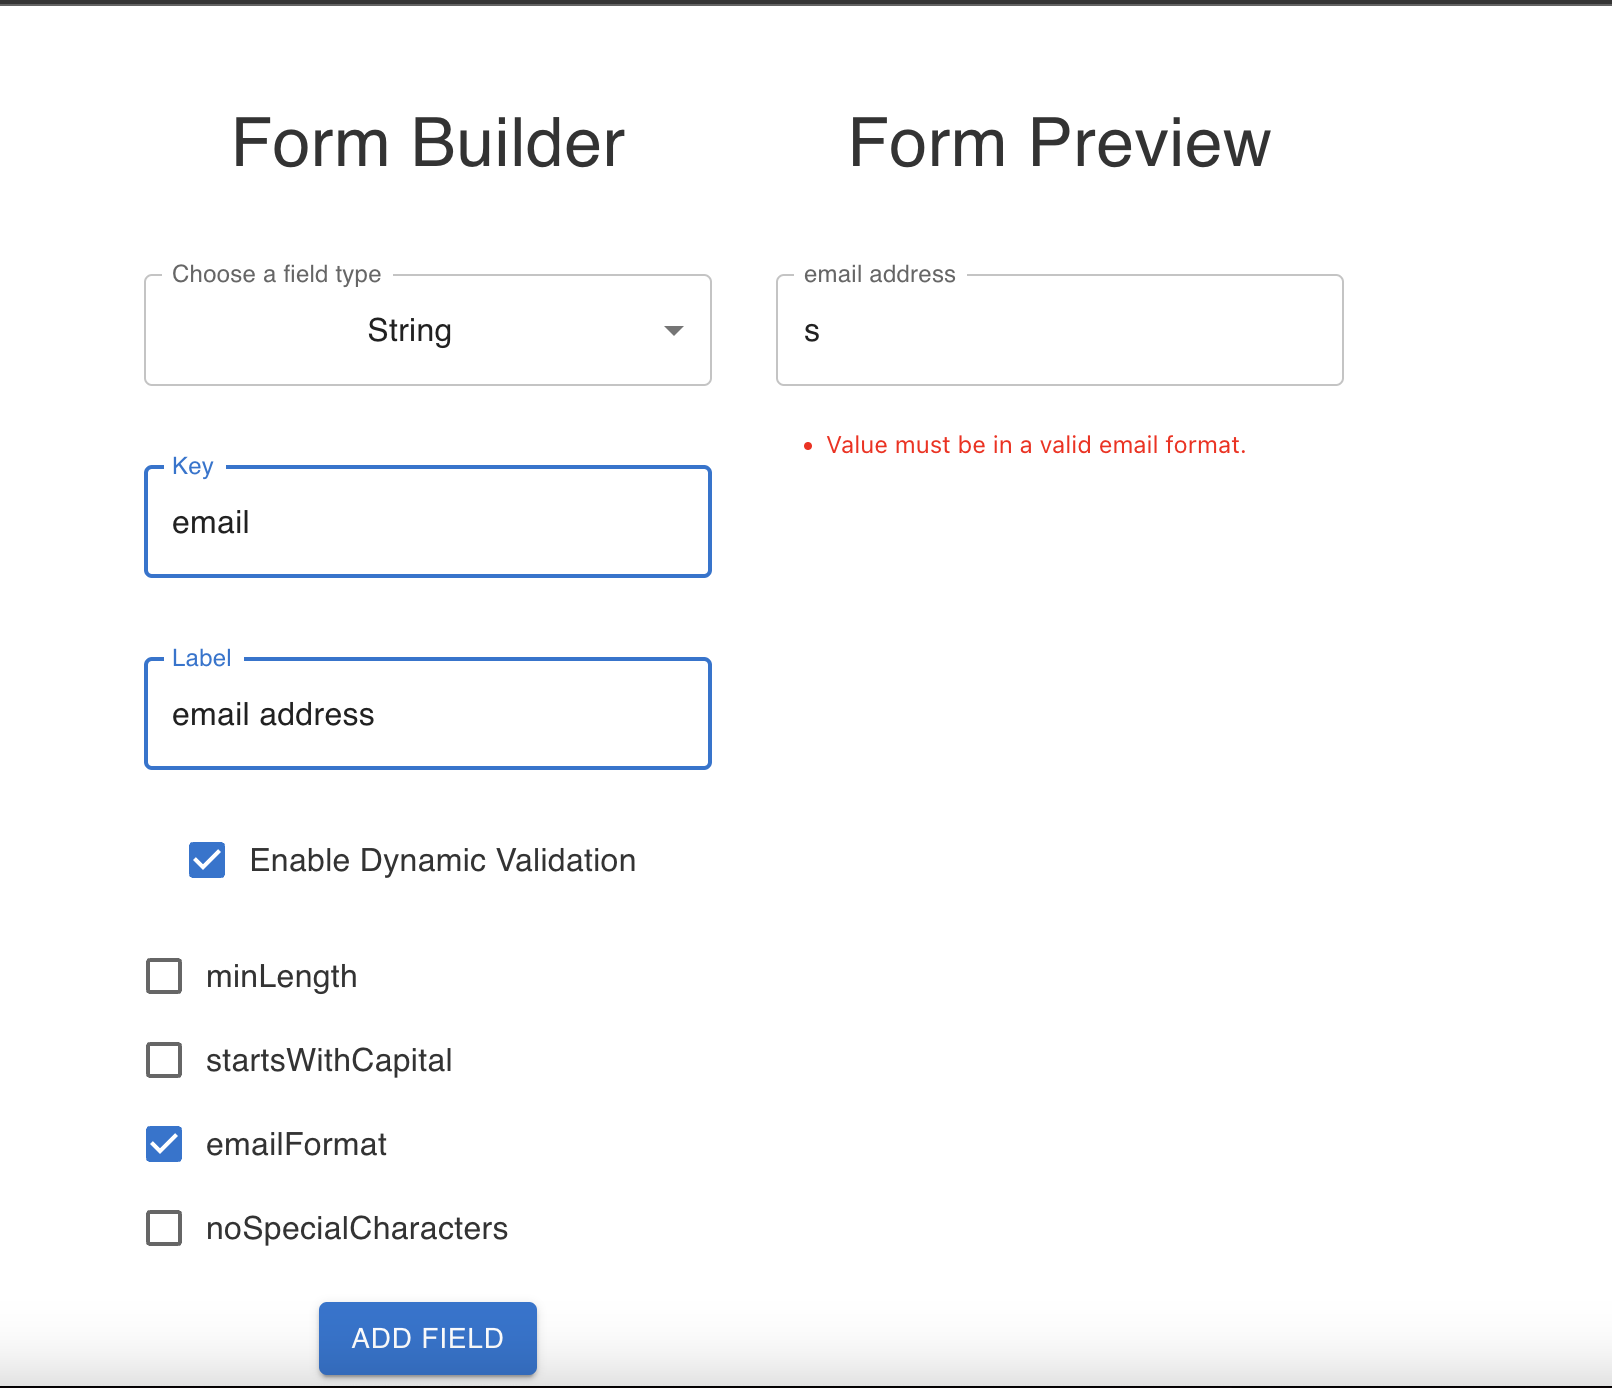 Form Builder
Choose a field type
String
Key
email
Label
email address
Enable Dynamic Validation
minLength
startsWithCapital
emailFormat
noSpecialCharacters
ADD FIELD
Form Preview
email address
s
• Value must be in a valid email format.